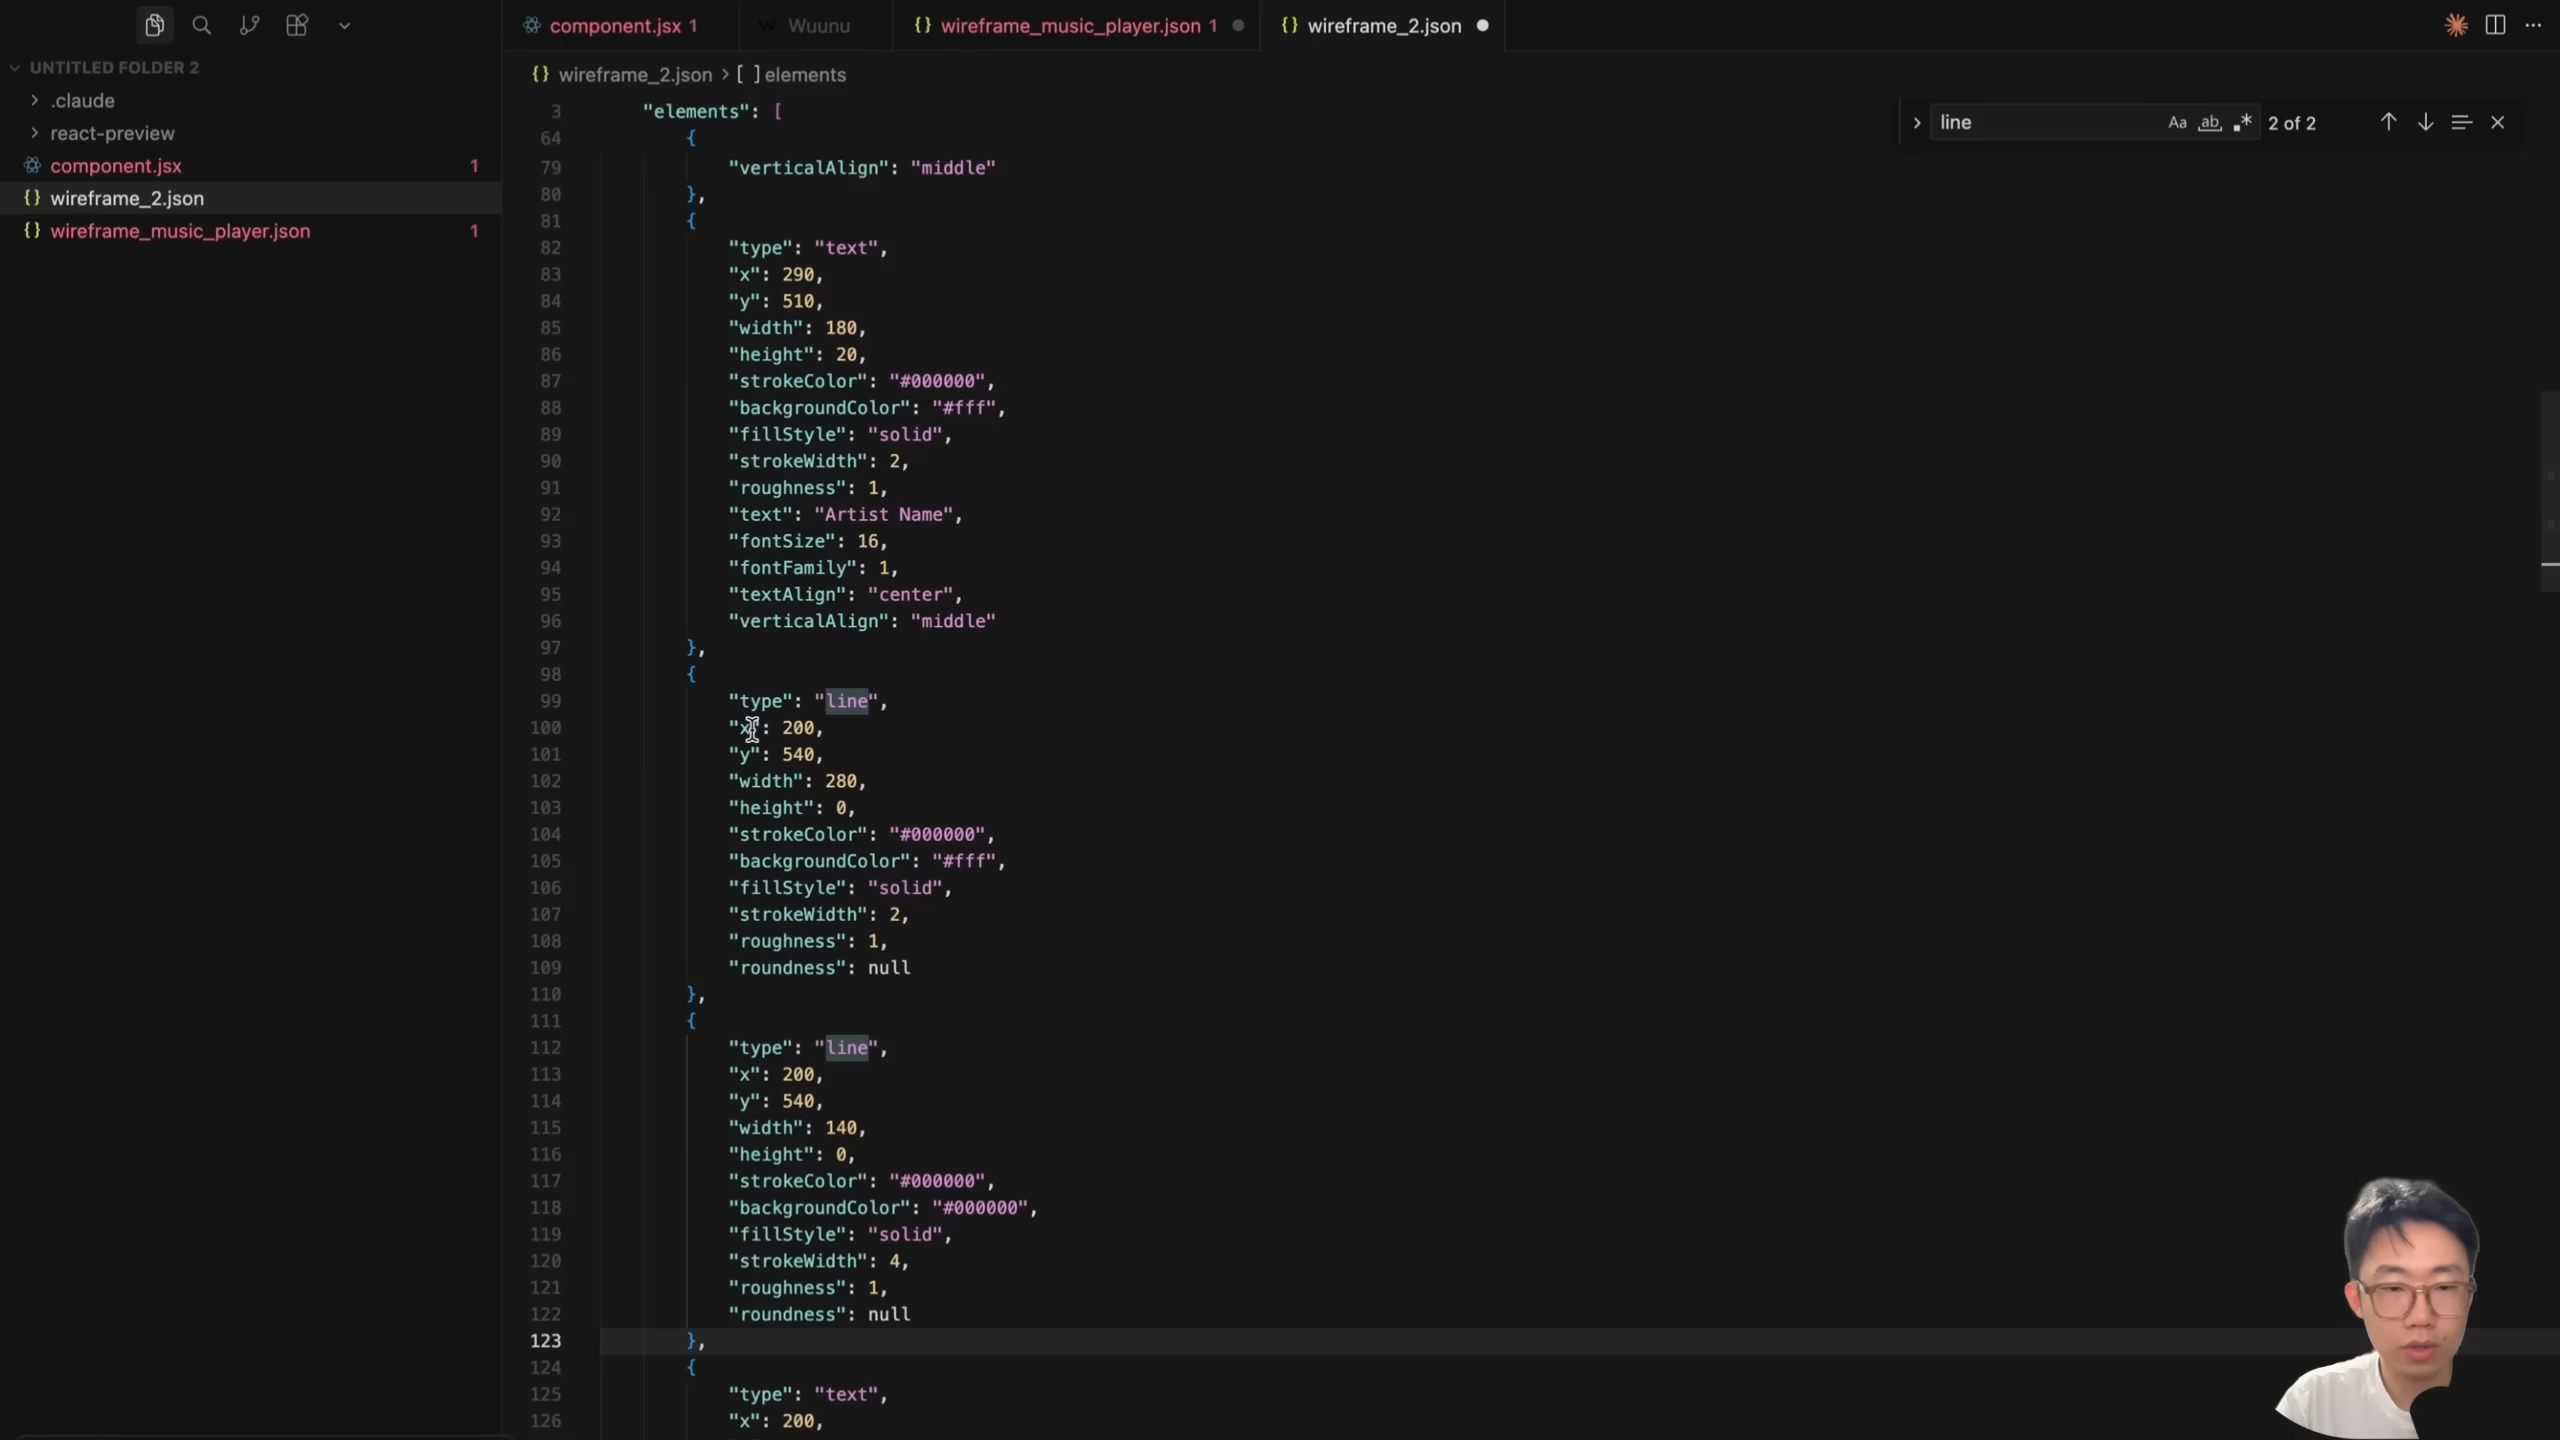 component.jsx 1
Wuunu
{} wireframe_music_player.json 1
{} wireframe_2.json
UNTITLED FOLDER 2
.claude
react-preview
component.jsx 1
{} wireframe_2.json
{} wireframe_music_player.json 1
{} wireframe_2.json > [ ] elements
line
Aa ab .* 2 of 2
3 "elements": [
64 {
79 "verticalAlign": "middle"
80 },
81 {
82 "type": "text",
83 "x": 290,
84 "y": 510,
85 "width": 180,
86 "height": 20,
87 "strokeColor": "#000000",
88 "backgroundColor": "#fff",
89 "fillStyle": "solid",
90 "strokeWidth": 2,
91 "roughness": 1,
92 "text": "Artist Name",
93 "fontSize": 16,
94 "fontFamily": 1,
95 "textAlign": "center",
96 "verticalAlign": "middle"
97 },
98 {
99 "type": "line",
100 "x": 200,
101 "y": 540,
102 "width": 280,
103 "height": 0,
104 "strokeColor": "#000000",
105 "backgroundColor": "#fff",
106 "fillStyle": "solid",
107 "strokeWidth": 2,
108 "roughness": 1,
109 "roundness": null
110 },
111 {
112 "type": "line",
113 "x": 200,
114 "y": 540,
115 "width": 140,
116 "height": 0,
117 "strokeColor": "#000000",
118 "backgroundColor": "#000000",
119 "fillStyle": "solid",
120 "strokeWidth": 4,
121 "roughness": 1,
122 "roundness": null
123 },
124 {
125 "type": "text",
126 "x": 200,